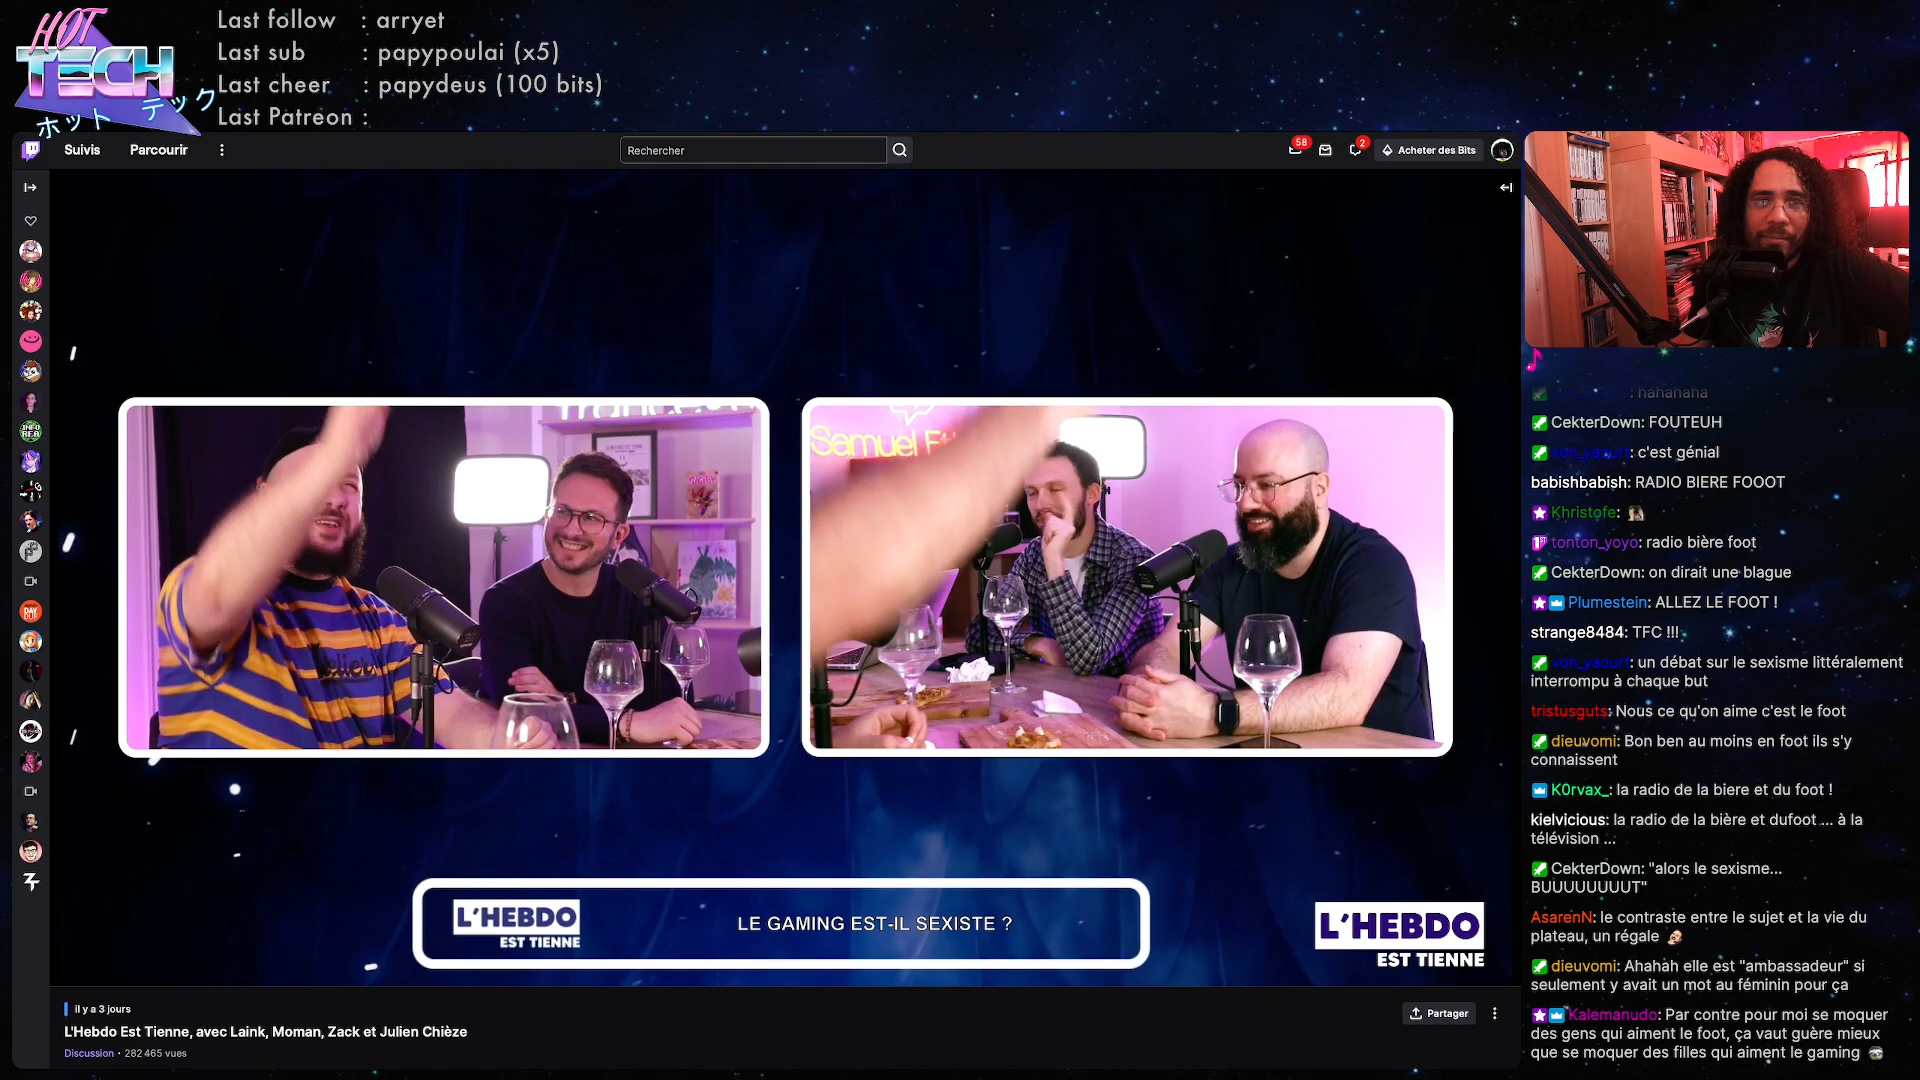 HOT
TECH
ホット テック
Last follow : arryet
Last sub : papypoulai (x5)
Last cheer : papydeus (100 bits)
Last Patreon :
Suivis
Parcourir
Rechercher
58
2
Acheter des Bits
Samuel
L'HEBDO
EST TIENNE
LE GAMING EST-IL SEXISTE ?
L'HEBDO
EST TIENNE
il y a 3 jours
L'Hebdo Est Tienne, avec Laink, Moman, Zack et Julien Chièze
Discussion • 282 465 vues
Partager
: hahahaha
CekterDown: FOUTEUH
von_yaourt: c'est génial
babishbabish: RADIO BIERE FOOOT
Khristofe:
tonton_yoyo: radio bière foot
CekterDown: on dirait une blague
Plumestein: ALLEZ LE FOOT !
strange8484: TFC !!!
von_yaourt: un débat sur le sexisme littéralement
interrompu à chaque but
tristusguts: Nous ce qu'on aime c'est le foot
dieuvomi: Bon ben au moins en foot ils s'y
connaissent
K0rvax_: la radio de la biere et du foot !
kielvicious: la radio de la bière et dufoot ... à la
télévision ...
CekterDown: "alors le sexisme...
BUUUUUUUUT"
AsarenN: le contraste entre le sujet et la vie du
plateau, un régale
dieuvomi: Ahahah elle est "ambassadeur" si
seulement y avait un mot au féminin pour ça
Kalemanudo: Par contre pour moi se moquer
des gens qui aiment le foot, ça vaut guère mieux
que se moquer des filles qui aiment le gaming